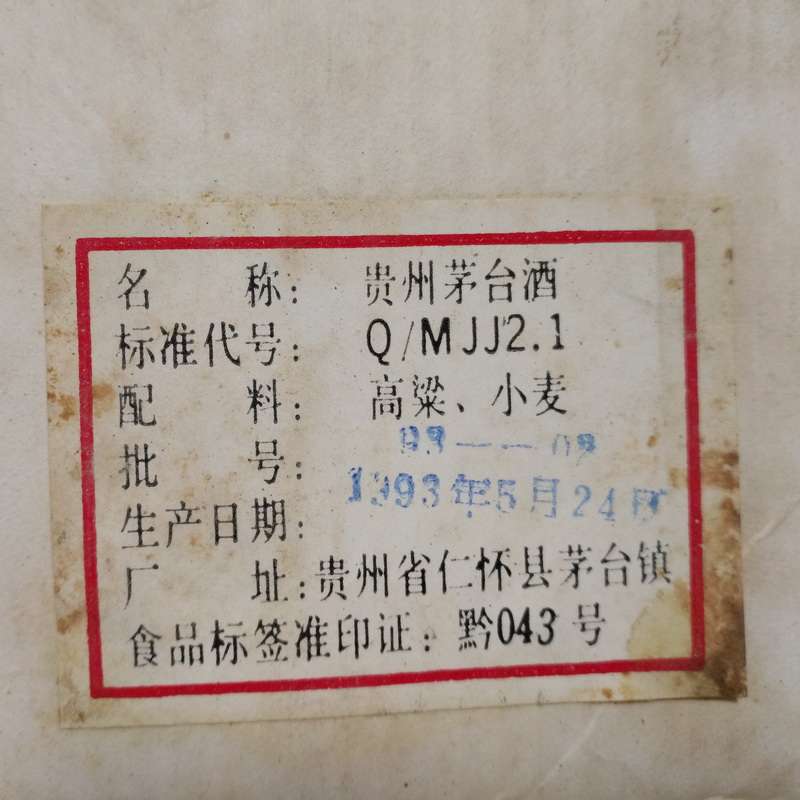 名 称: 贵州茅台酒
标准代号: Q/MJJ2.1
配 料: 高粱、小麦
批 号: 93——02
生产日期: 1993年5月24日
厂 址: 贵州省仁怀县茅台镇
食品标签准印证: 黔043号